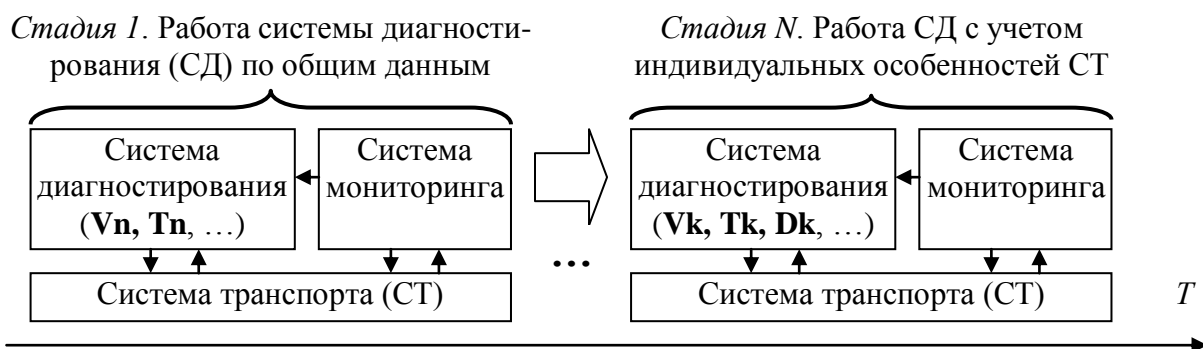 Стадия 1. Работа системы диагности-
рования (СД) по общим данным
Стадия N. Работа СД с учетом
индивидуальных особенностей СТ
Система
диагностирования
(Vn, Tn, …)
Система
мониторинга
Система транспорта (СТ)
…
Система
диагностирования
(Vk, Tk, Dk, …)
Система
мониторинга
Система транспорта (СТ)
T